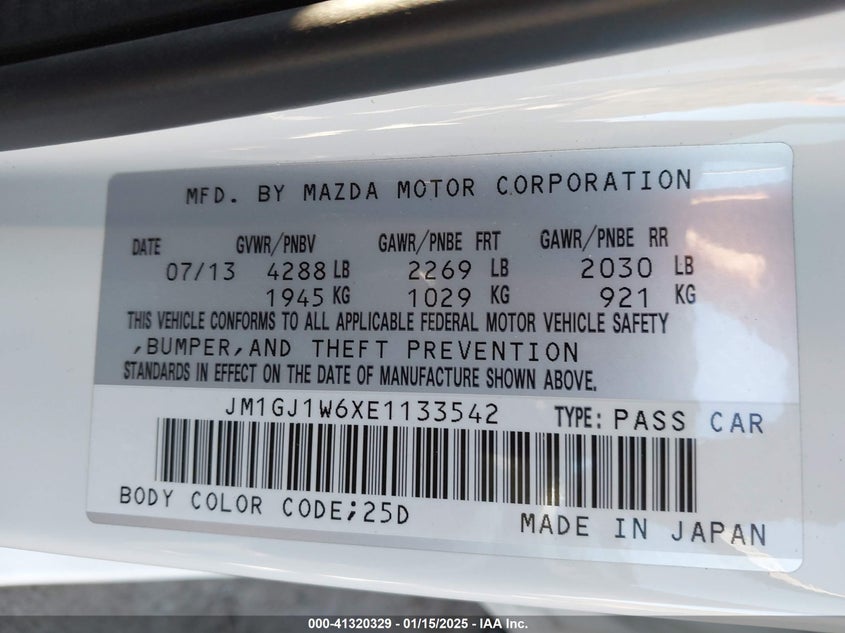 MFD. BY MAZDA MOTOR CORPORATION
DATE GVWR/PNBV GAWR/PNBE FRT GAWR/PNBE RR
07/13 4288 LB 2269 LB 2030 LB
1945 KG 1029 KG 921 KG
THIS VEHICLE CONFORMS TO ALL APPLICABLE FEDERAL MOTOR VEHICLE SAFETY
,BUMPER,AND THEFT PREVENTION
STANDARDS IN EFFECT ON THE DATE OF MANUFACTURE SHOWN ABOVE.
JM1GJ1W6XE1133542 TYPE: PASS CAR
BODY COLOR CODE;25D
MADE IN JAPAN
000-41320329 - 01/15/2025 - IAA Inc.